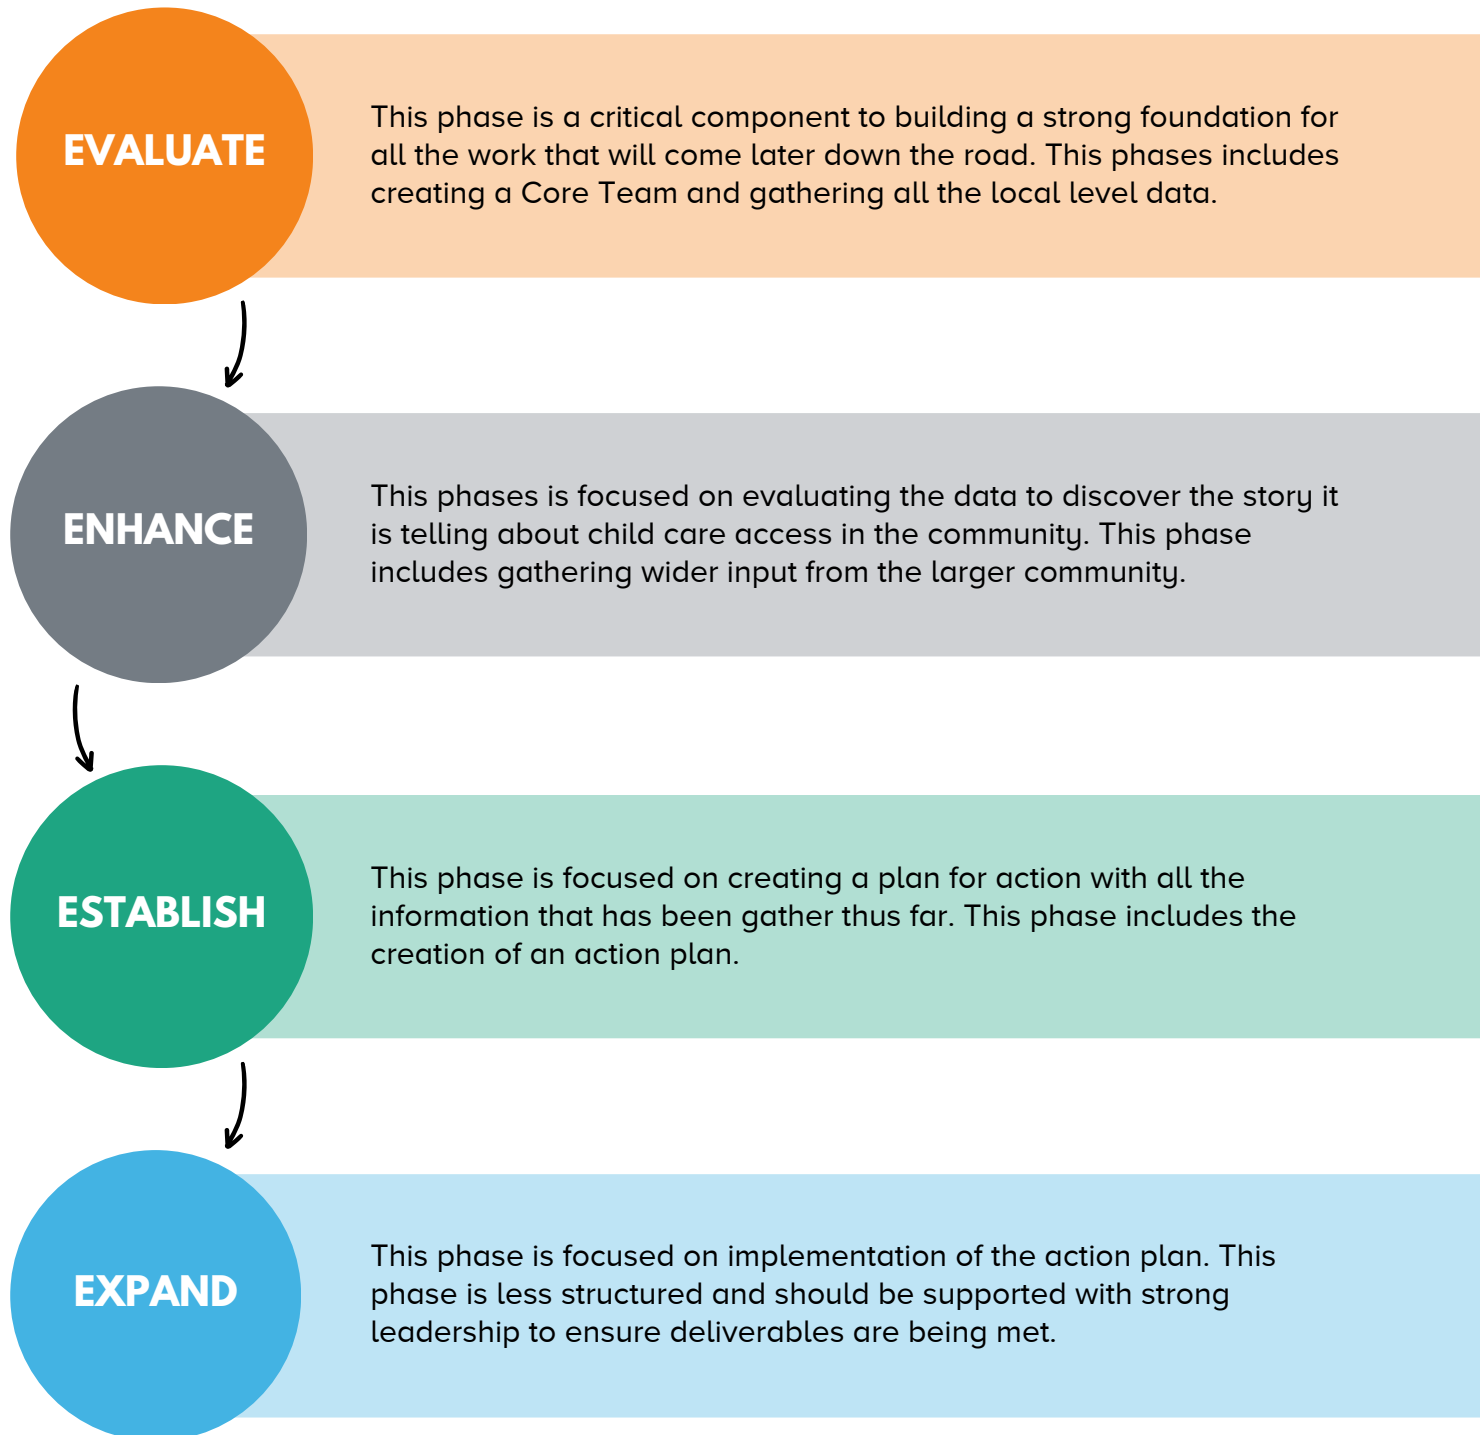 EVALUATE
This phase is a critical component to building a strong foundation for
all the work that will come later down the road. This phases includes
creating a Core Team and gathering all the local level data.
ENHANCE
This phases is focused on evaluating the data to discover the story it
is telling about child care access in the community. This phase
includes gathering wider input from the larger community.
ESTABLISH
This phase is focused on creating a plan for action with all the
information that has been gather thus far. This phase includes the
creation of an action plan.
EXPAND
This phase is focused on implementation of the action plan. This
phase is less structured and should be supported with strong
leadership to ensure deliverables are being met.